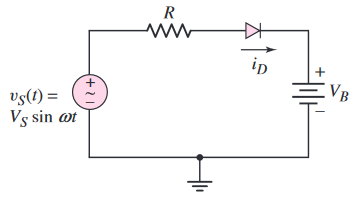 R
i_D
+
v_S(t) =
V_S sin ωt
+
~
−
+
V_B
−